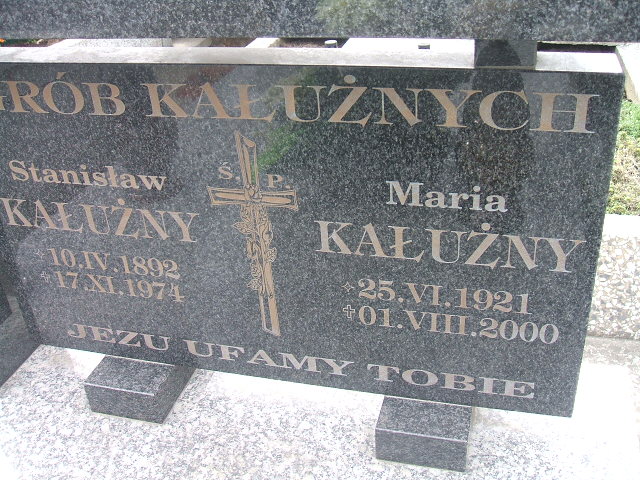 GRÓB KAŁUŻNYCH
Ś. P.
Stanisław
KAŁUŻNY
10.IV.1892
17.XI.1974
Maria
KAŁUŻNY
25.VI.1921
01.VIII.2000
JEZU UFAMY TOBIE